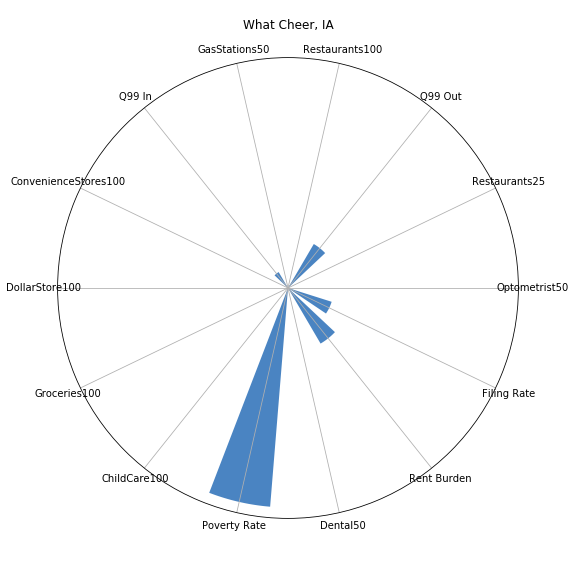 What Cheer, IA
GasStations50
Restaurants100
Q99 In
Q99 Out
ConvenienceStores100
Restaurants25
DollarStore100
Optometrist50
Groceries100
Filing Rate
ChildCare100
Rent Burden
Poverty Rate
Dental50